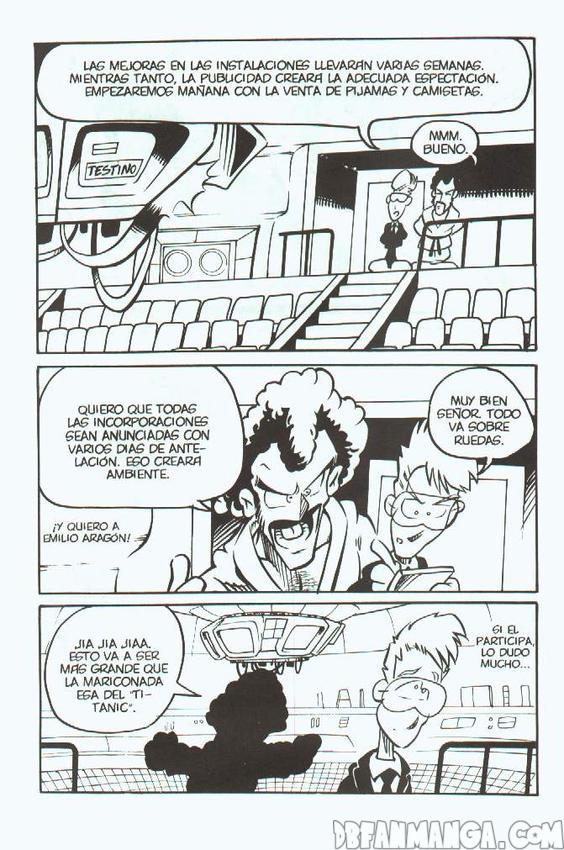 LAS MEJORAS EN LAS INSTALACIONES LLEVARAN VARIAS SEMANAS.
MIENTRAS TANTO, LA PUBLICIDAD CREARÁ LA ADECUADA ESPECTACIÓN.
EMPEZAREMOS MAÑANA CON LA VENTA DE PIJAMAS Y CAMISETAS.
MMM.
BUENO.
TESTINO
QUIERO QUE TODAS
LAS INCORPORACIONES
SEAN ANUNCIADAS CON
VARIOS DIAS DE ANTE-
LACIÓN. ESO CREARÁ
AMBIENTE.
MUY BIEN
SEÑOR. TODO
VA SOBRE
RUEDAS.
¡Y QUIERO A
EMILIO ARAGÓN!
JIA JIA JIAA.
ESTO VA A SER
MÁS GRANDE QUE
LA MARICONADA
ESA DEL "TI-
TANIC".
SI EL
PARTICIPA,
LO DUDO
MUCHO...
DBFANMANGA.COM